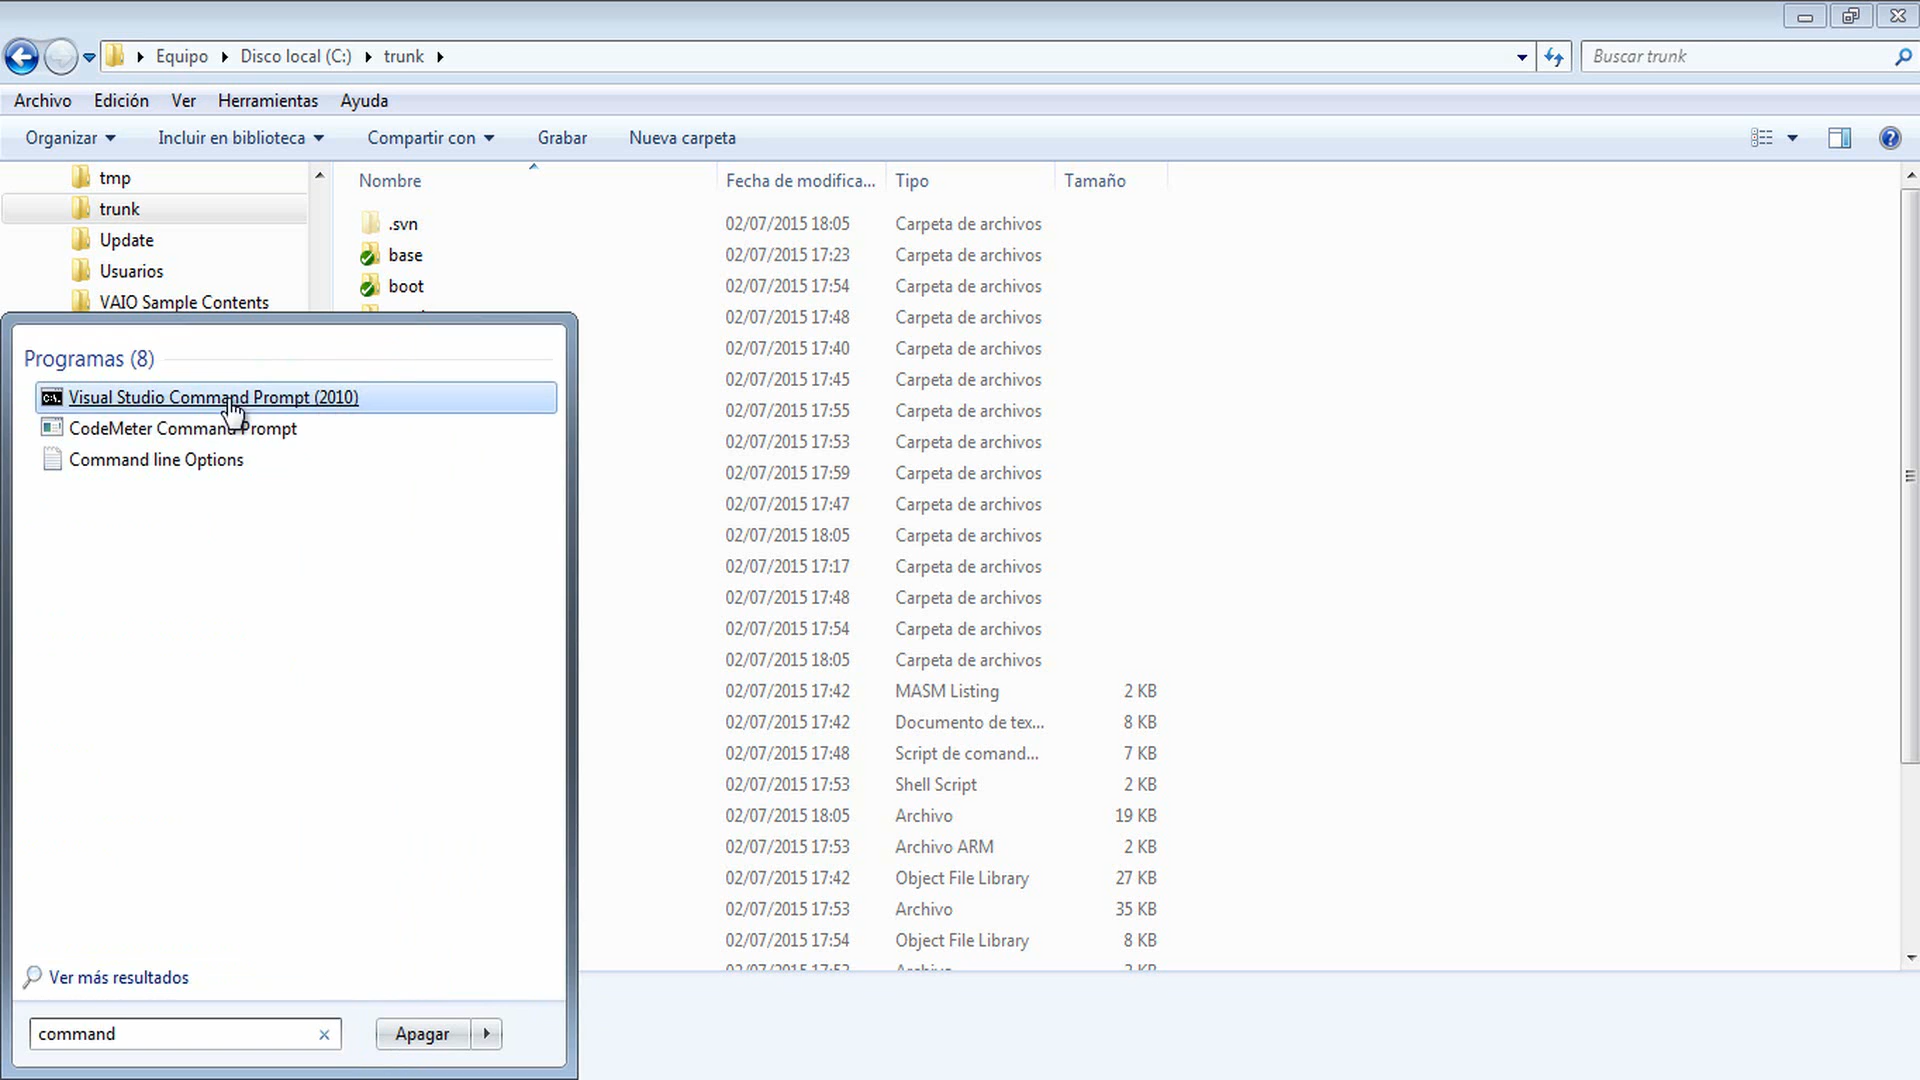 Equipo Disco local (C:) trunk
Buscar trunk
Archivo Edición Ver Herramientas Ayuda
Organizar Incluir en biblioteca Compartir con Grabar Nueva carpeta
tmp
trunk
Update
Usuarios
VAIO Sample Contents
Nombre Fecha de modifica... Tipo Tamaño
.svn 02/07/2015 18:05 Carpeta de archivos
base 02/07/2015 17:23 Carpeta de archivos
boot 02/07/2015 17:54 Carpeta de archivos
02/07/2015 17:48 Carpeta de archivos
02/07/2015 17:40 Carpeta de archivos
02/07/2015 17:45 Carpeta de archivos
02/07/2015 17:55 Carpeta de archivos
02/07/2015 17:53 Carpeta de archivos
02/07/2015 17:59 Carpeta de archivos
02/07/2015 17:47 Carpeta de archivos
02/07/2015 18:05 Carpeta de archivos
02/07/2015 17:17 Carpeta de archivos
02/07/2015 17:48 Carpeta de archivos
02/07/2015 17:54 Carpeta de archivos
02/07/2015 18:05 Carpeta de archivos
02/07/2015 17:42 MASM Listing 2 KB
02/07/2015 17:42 Documento de tex... 8 KB
02/07/2015 17:48 Script de comand... 7 KB
02/07/2015 17:53 Shell Script 2 KB
02/07/2015 18:05 Archivo 19 KB
02/07/2015 17:53 Archivo ARM 2 KB
02/07/2015 17:42 Object File Library 27 KB
02/07/2015 17:53 Archivo 35 KB
02/07/2015 17:54 Object File Library 8 KB
Programas (8)
Visual Studio Command Prompt (2010)
CodeMeter Command Prompt
Command line Options
Ver más resultados
command
Apagar